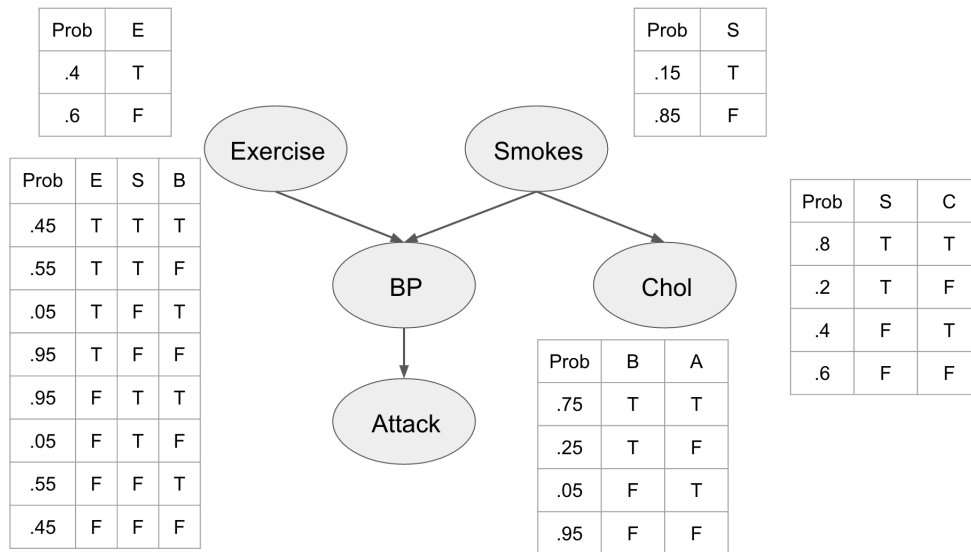 Prob E
.4 T
.6 F
Prob S
.15 T
.85 F
Exercise
Smokes
Prob E S B
.45 T T T
.55 T T F
.05 T F T
.95 T F F
.95 F T T
.05 F T F
.55 F F T
.45 F F F
Prob S C
.8 T T
.2 T F
.4 F T
.6 F F
BP
Chol
Attack
Prob B A
.75 T T
.25 T F
.05 F T
.95 F F